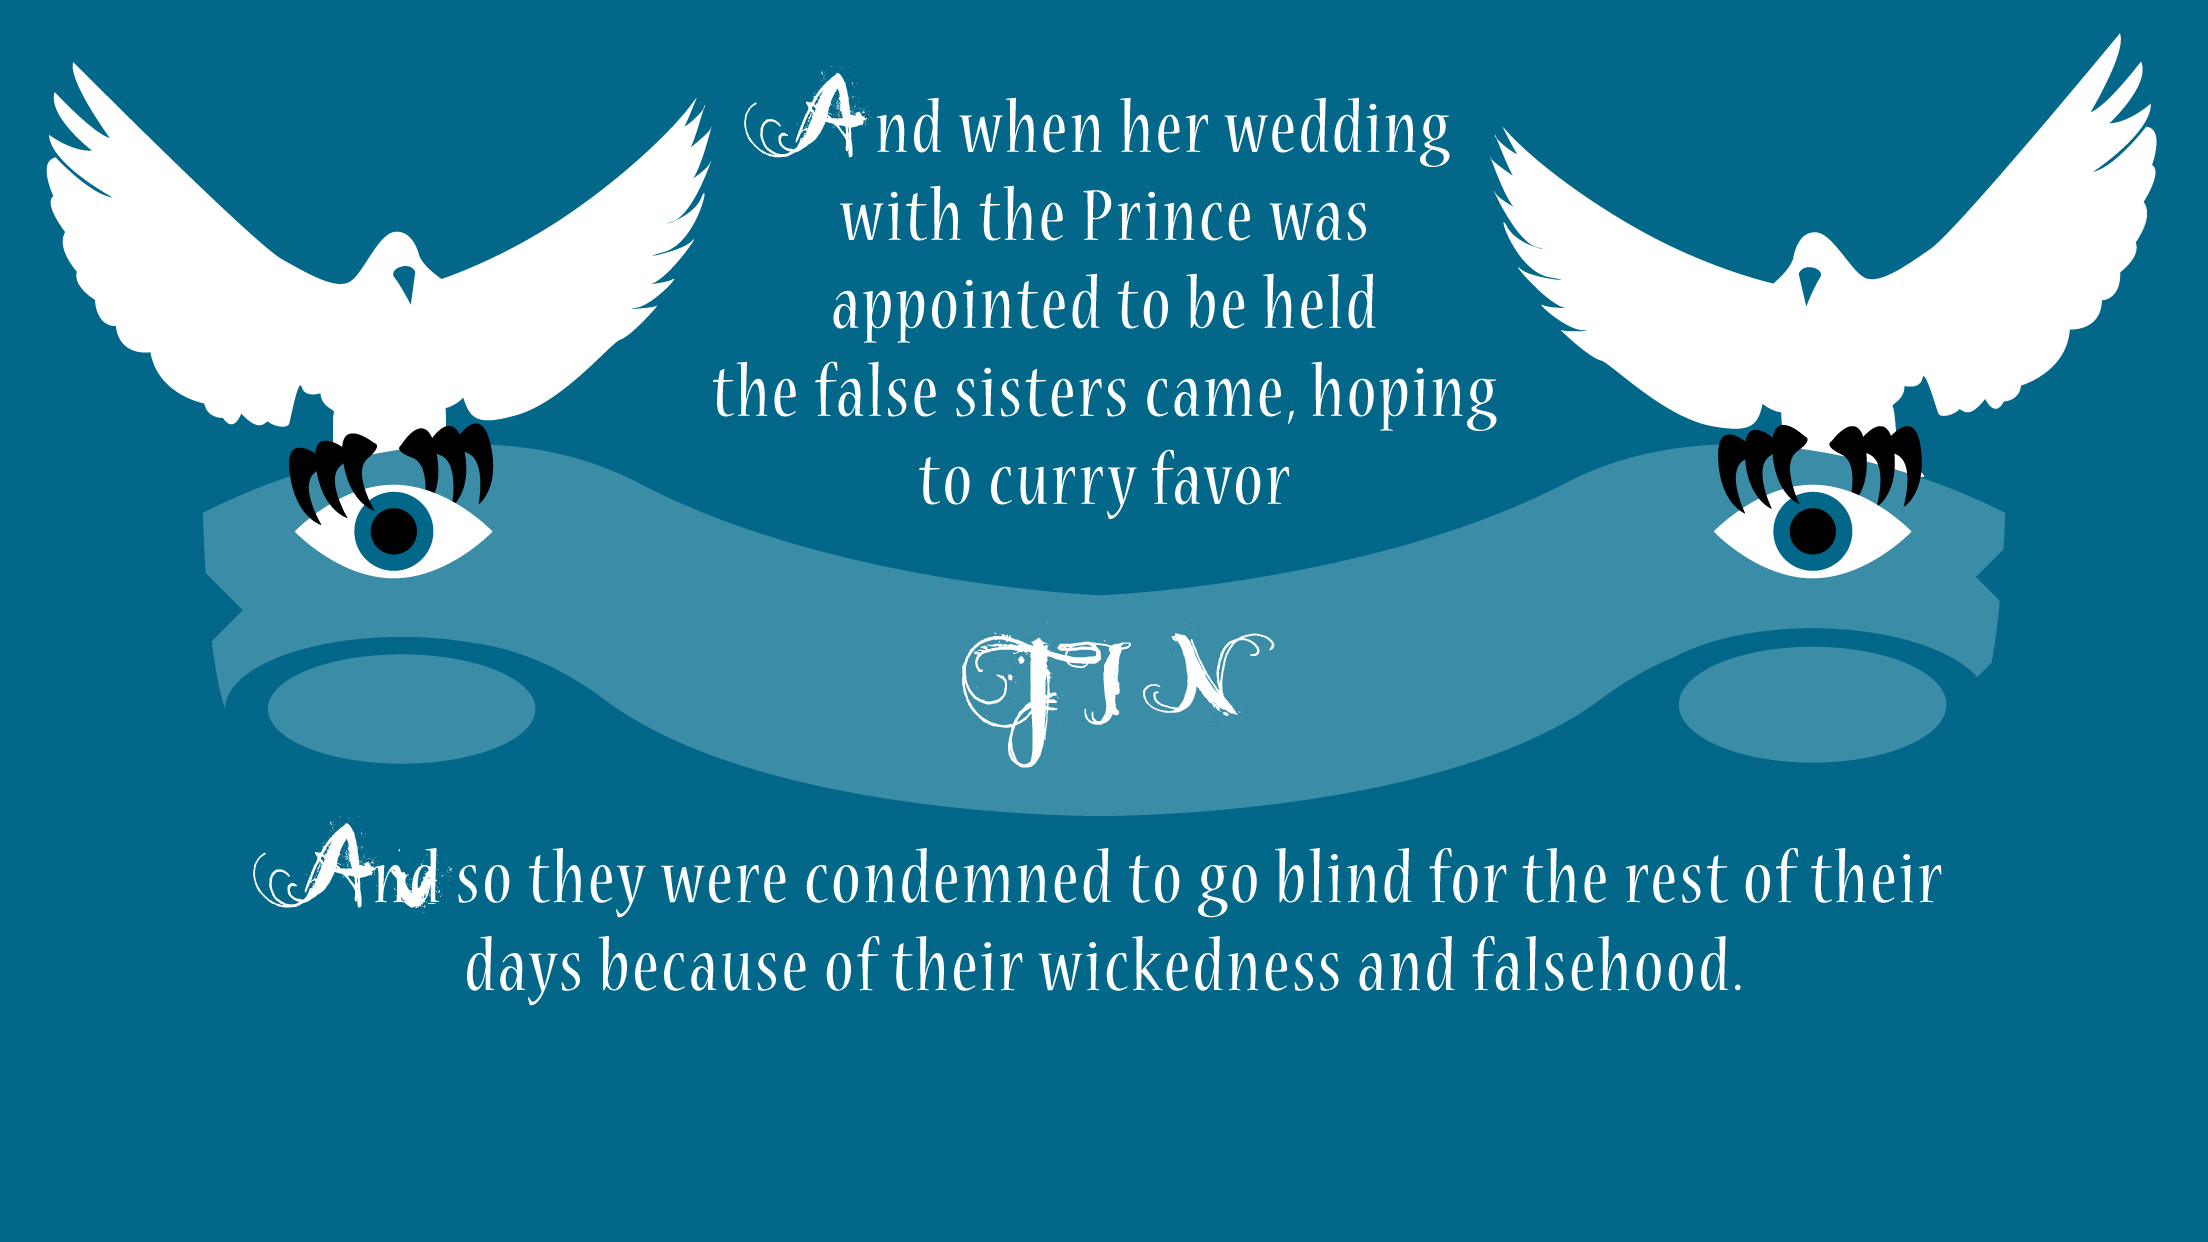 And when her wedding
with the Prince was
appointed to be held
the false sisters came, hoping
to curry favor
FIN
And so they were condemned to go blind for the rest of their
days because of their wickedness and falsehood.